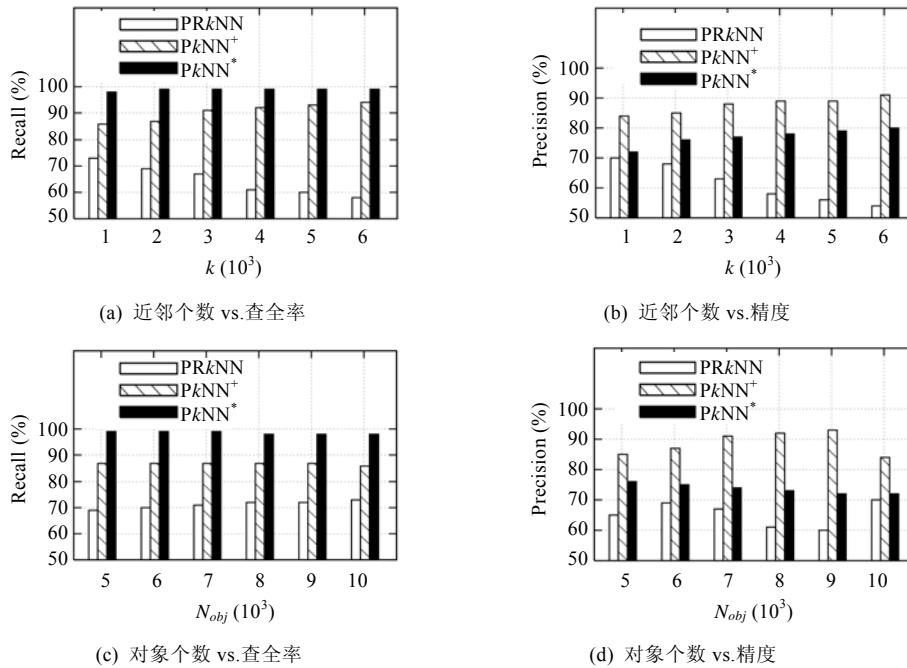 PRkNN
PkNN+
PkNN*
Recall (%)
100
90
80
70
60
50
1 2 3 4 5 6
k (10³)
(a) 近邻个数 vs.查全率
PRkNN
PkNN+
PkNN*
Precision (%)
100
90
80
70
60
50
1 2 3 4 5 6
k (10³)
(b) 近邻个数 vs.精度
PRkNN
PkNN+
PkNN*
Recall (%)
100
90
80
70
60
50
5 6 7 8 9 10
Nobj (10³)
(c) 对象个数 vs.查全率
PRkNN
PkNN+
PkNN*
Precision (%)
100
90
80
70
60
50
5 6 7 8 9 10
Nobj (10³)
(d) 对象个数 vs.精度